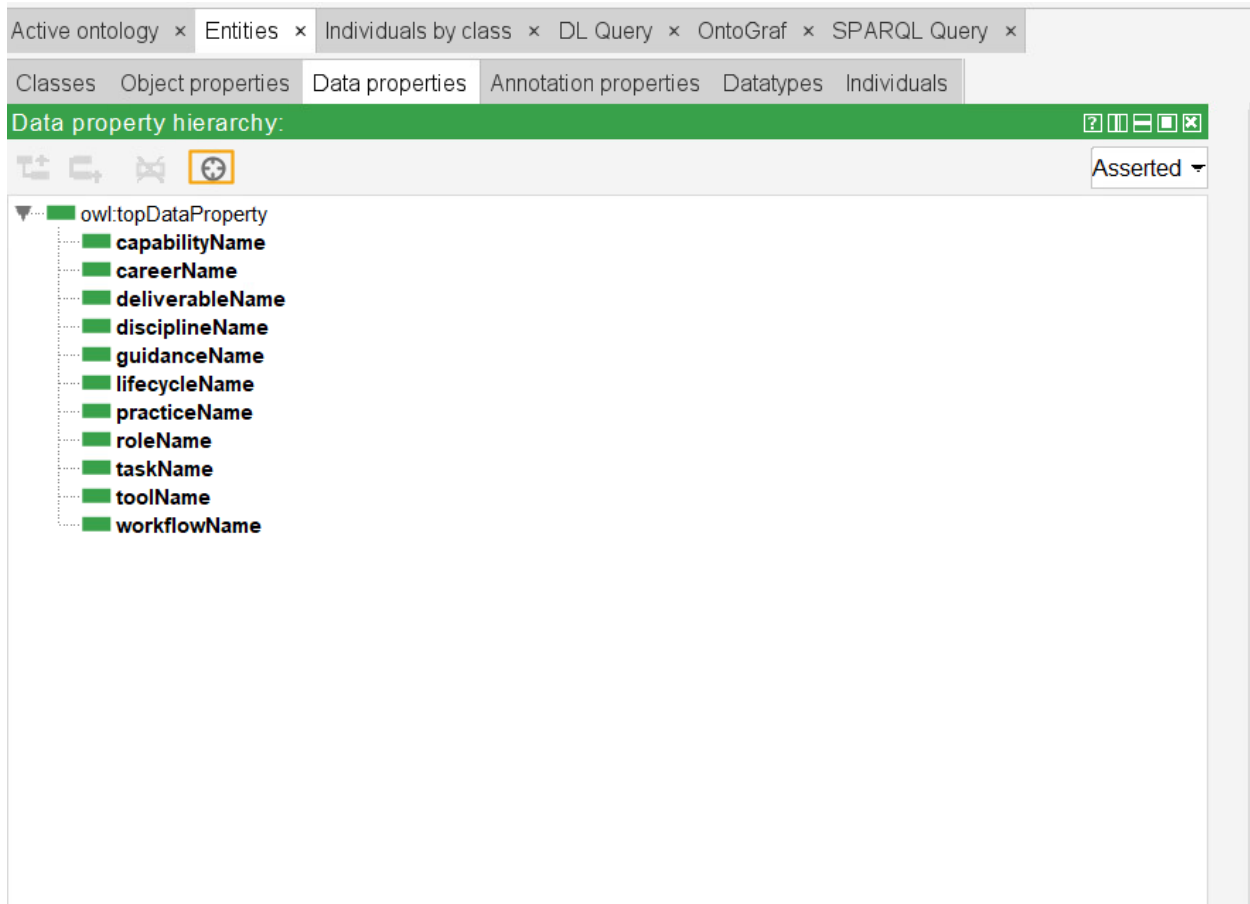 Active ontology × Entities × Individuals by class × DL Query × OntoGraf × SPARQL Query ×
Classes Object properties Data properties Annotation properties Datatypes Individuals
Data property hierarchy:
Asserted
owl:topDataProperty
capabilityName
careerName
deliverableName
disciplineName
guidanceName
lifecycleName
practiceName
roleName
taskName
toolName
workflowName